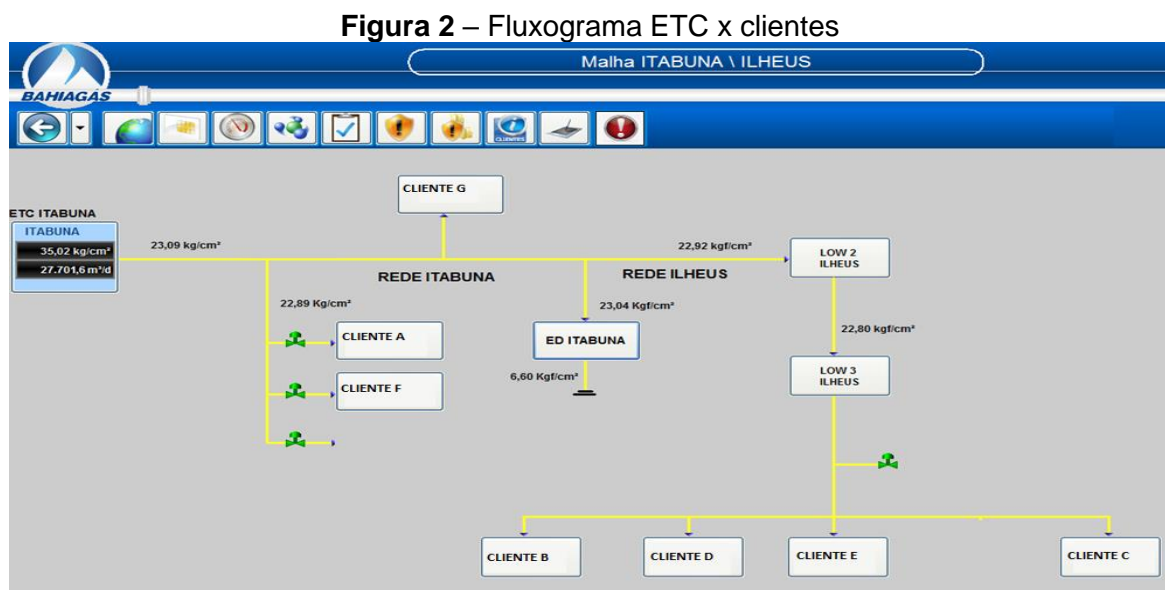 Figura 2 – Fluxograma ETC x clientes
Malha ITABUNA \ ILHEUS
BAHIAGÁS
CLIENTES
CLIENTE G
ETC ITABUNA
ITABUNA
35,02 kg/cm²
27.701,6 m³/d
23,09 kg/cm²
22,92 kgf/cm²
LOW 2
ILHEUS
REDE ITABUNA
REDE ILHEUS
22,89 Kg/cm²
23,04 Kgf/cm²
CLIENTE A
ED ITABUNA
22,80 kgf/cm²
6,60 Kgf/cm²
LOW 3
ILHEUS
CLIENTE F
CLIENTE B
CLIENTE D
CLIENTE E
CLIENTE C